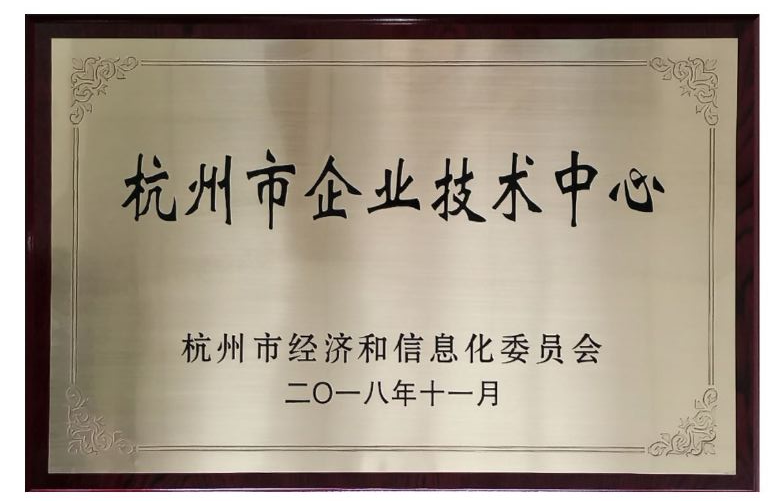 杭州市企业技术中心
杭州市经济和信息化委员会
二〇一八年十一月